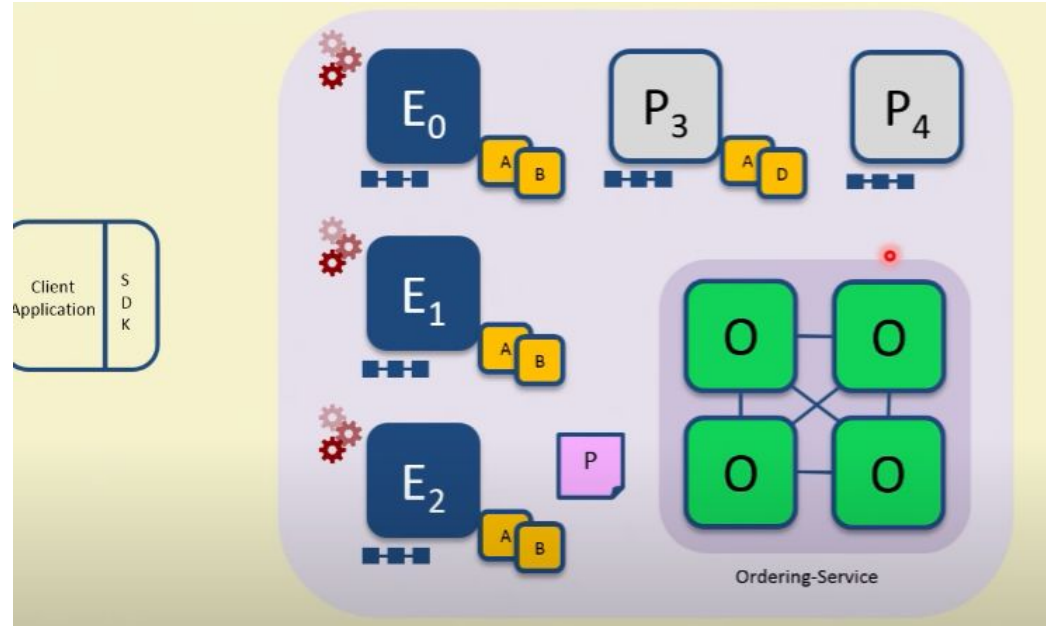 E0
A
B
P3
A
D
P4
Client
Application
S
D
K
E1
A
B
O
O
O
O
E2
A
B
P
Ordering-Service